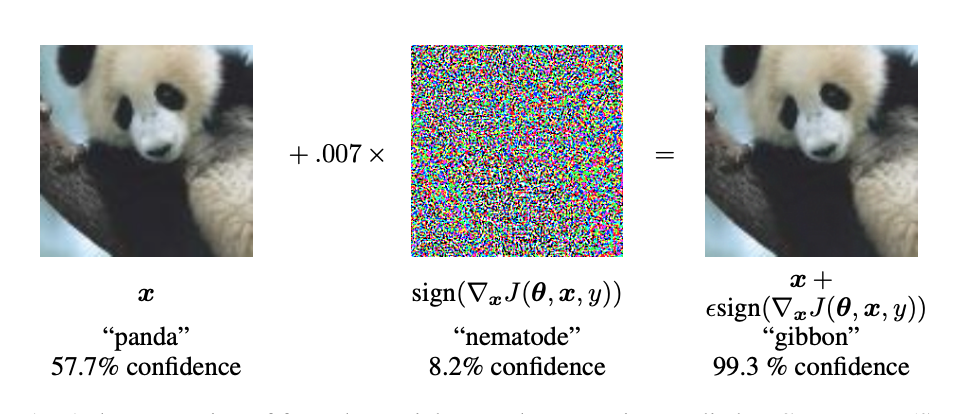 + .007 ×
=
x
sign(∇ₓJ(θ, x, y))
x +
ϵsign(∇ₓJ(θ, x, y))
“panda”
“nematode”
“gibbon”
57.7% confidence
8.2% confidence
99.3 % confidence